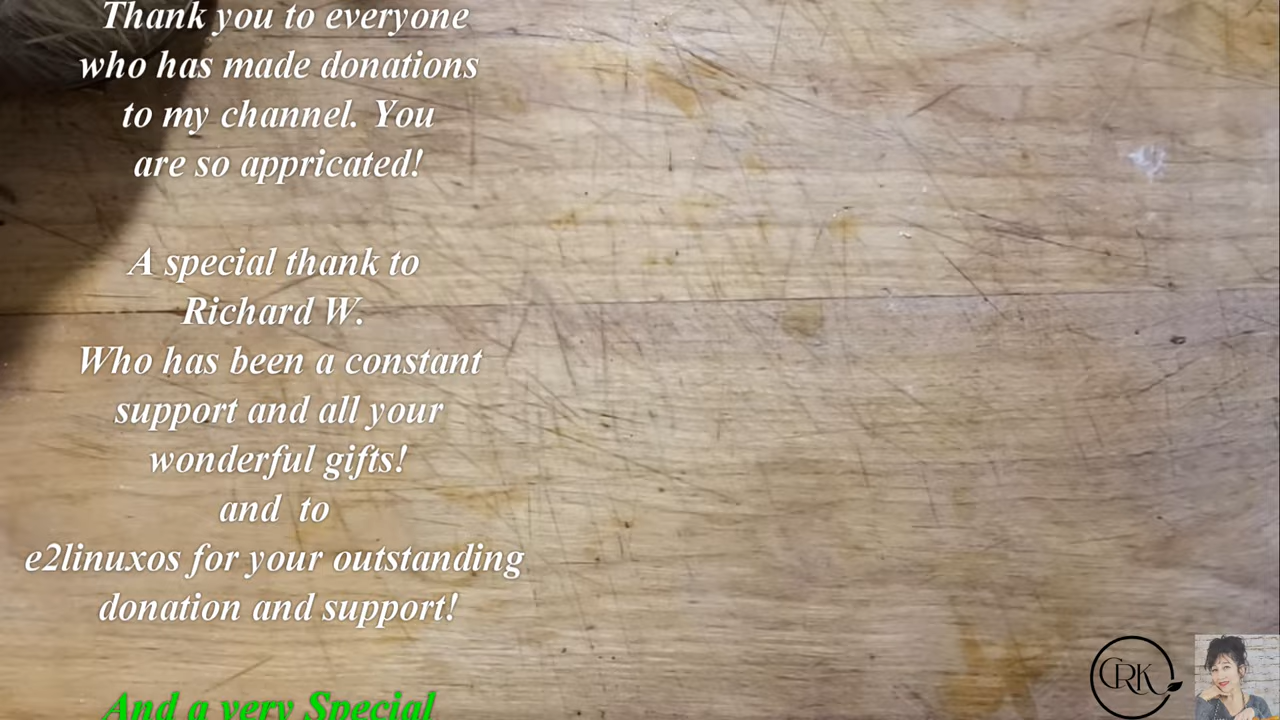 Thank you to everyone
who has made donations
to my channel. You
are so appricated!
A special thank to
Richard W.
Who has been a constant
support and all your
wonderful gifts!
and to
e2linuxos for your outstanding
donation and support!
And a very Special
CRK